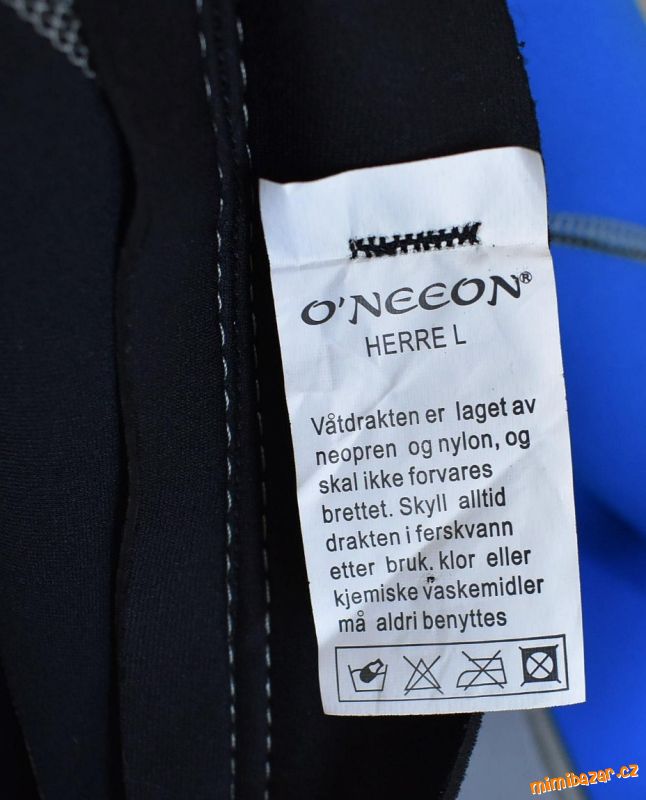 O'NEEON®
HERRE L
Våtdrakten er laget av
neopren og nylon, og
skal ikke forvares
brettet. Skyll alltid
drakten i ferskvann
etter bruk. klor eller
kjemiske vaskemidler
må aldri benyttes
mimibazar.cz